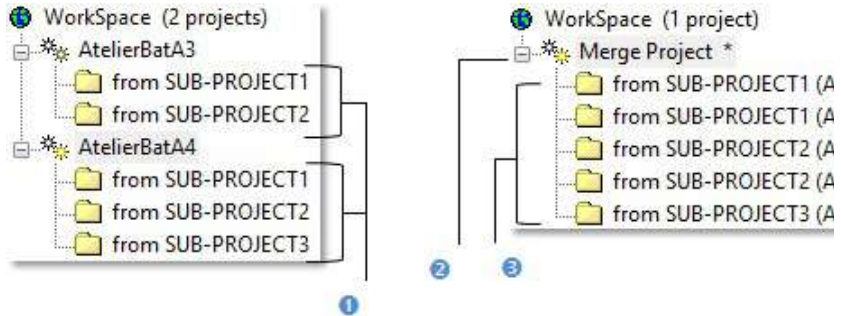 WorkSpace (2 projects)
AtelierBatA3
from SUB-PROJECT1
from SUB-PROJECT2
AtelierBatA4
from SUB-PROJECT1
from SUB-PROJECT2
from SUB-PROJECT3
1
WorkSpace (1 project)
Merge Project *
from SUB-PROJECT1 (A
from SUB-PROJECT1 (A
from SUB-PROJECT2 (A
from SUB-PROJECT2 (A
from SUB-PROJECT3 (A
2 3